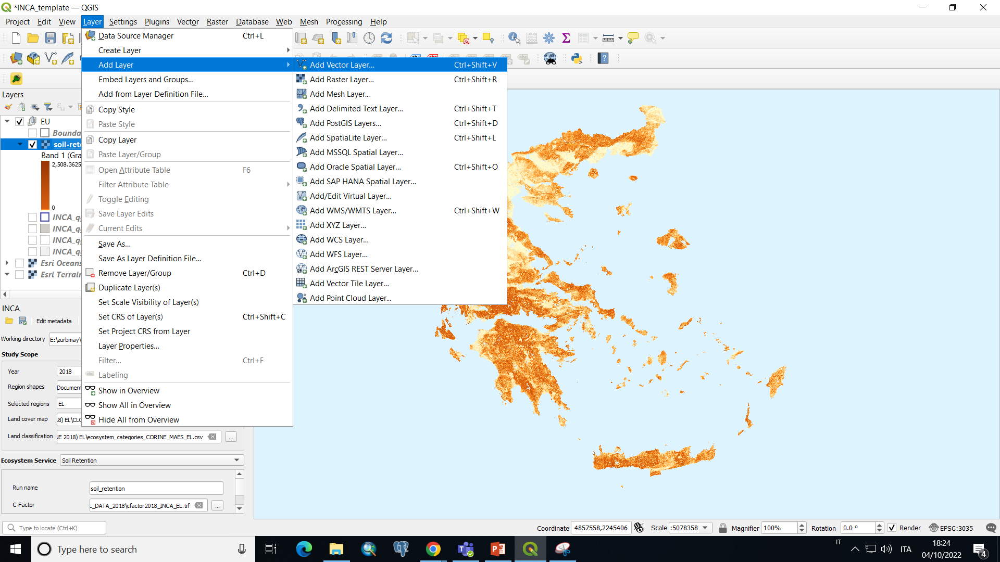 *INCA_template — QGIS
Project Edit View Layer Settings Plugins Vector Raster Database Web Mesh Processing Help
Data Source Manager Ctrl+L
Create Layer
Add Layer
Embed Layers and Groups...
Add from Layer Definition File...
Copy Style
Paste Style
Copy Layer
Paste Layer/Group
Open Attribute Table F6
Filter Attribute Table
Toggle Editing
Save Layer Edits
Current Edits
Save As...
Save As Layer Definition File...
Remove Layer/Group Ctrl+D
Duplicate Layer(s)
Set Scale Visibility of Layer(s)
Set CRS of Layer(s) Ctrl+Shift+C
Set Project CRS from Layer
Layer Properties...
Filter... Ctrl+F
Labeling
Show in Overview
Show All in Overview
Hide All from Overview
Add Vector Layer... Ctrl+Shift+V
Add Raster Layer... Ctrl+Shift+R
Add Mesh Layer...
Add Delimited Text Layer... Ctrl+Shift+T
Add PostGIS Layers... Ctrl+Shift+D
Add SpatiaLite Layer... Ctrl+Shift+L
Add MSSQL Spatial Layer...
Add Oracle Spatial Layer... Ctrl+Shift+O
Add SAP HANA Spatial Layer...
Add/Edit Virtual Layer...
Add WMS/WMTS Layer... Ctrl+Shift+W
Add XYZ Layer...
Add WCS Layer...
Add WFS Layer...
Add ArcGIS REST Server Layer...
Add Vector Tile Layer...
Add Point Cloud Layer...
Layers
EU
Bounda
soil-rete
Band 1 (Gra
2,508.3625
0
INCA_qg
INCA_qg
INCA_qg
INCA_qg
Esri Oceans
Esri Terrain
INCA
Edit metadata
Working directory E:\zurbmay\
Study Scope
Year 2018
Region shapes Document
Selected regions EL
Land cover map .8) EL\CLC
Land classification NE 2018) EL\ecosystem_categories_CORINE_MAES_EL.csv ...
Ecosystem Service Soil Retention
Run name soil_retention
C-Factor _DATA_2018\cfactor2018_INCA_EL.tif ...
Type to locate (Ctrl+K)
Coordinate 4857558,2245406 Scale :5078358 Magnifier 100% Rotation 0.0 ° Render EPSG:3035
Type here to search
IT
ITA
18:24
04/10/2022
4